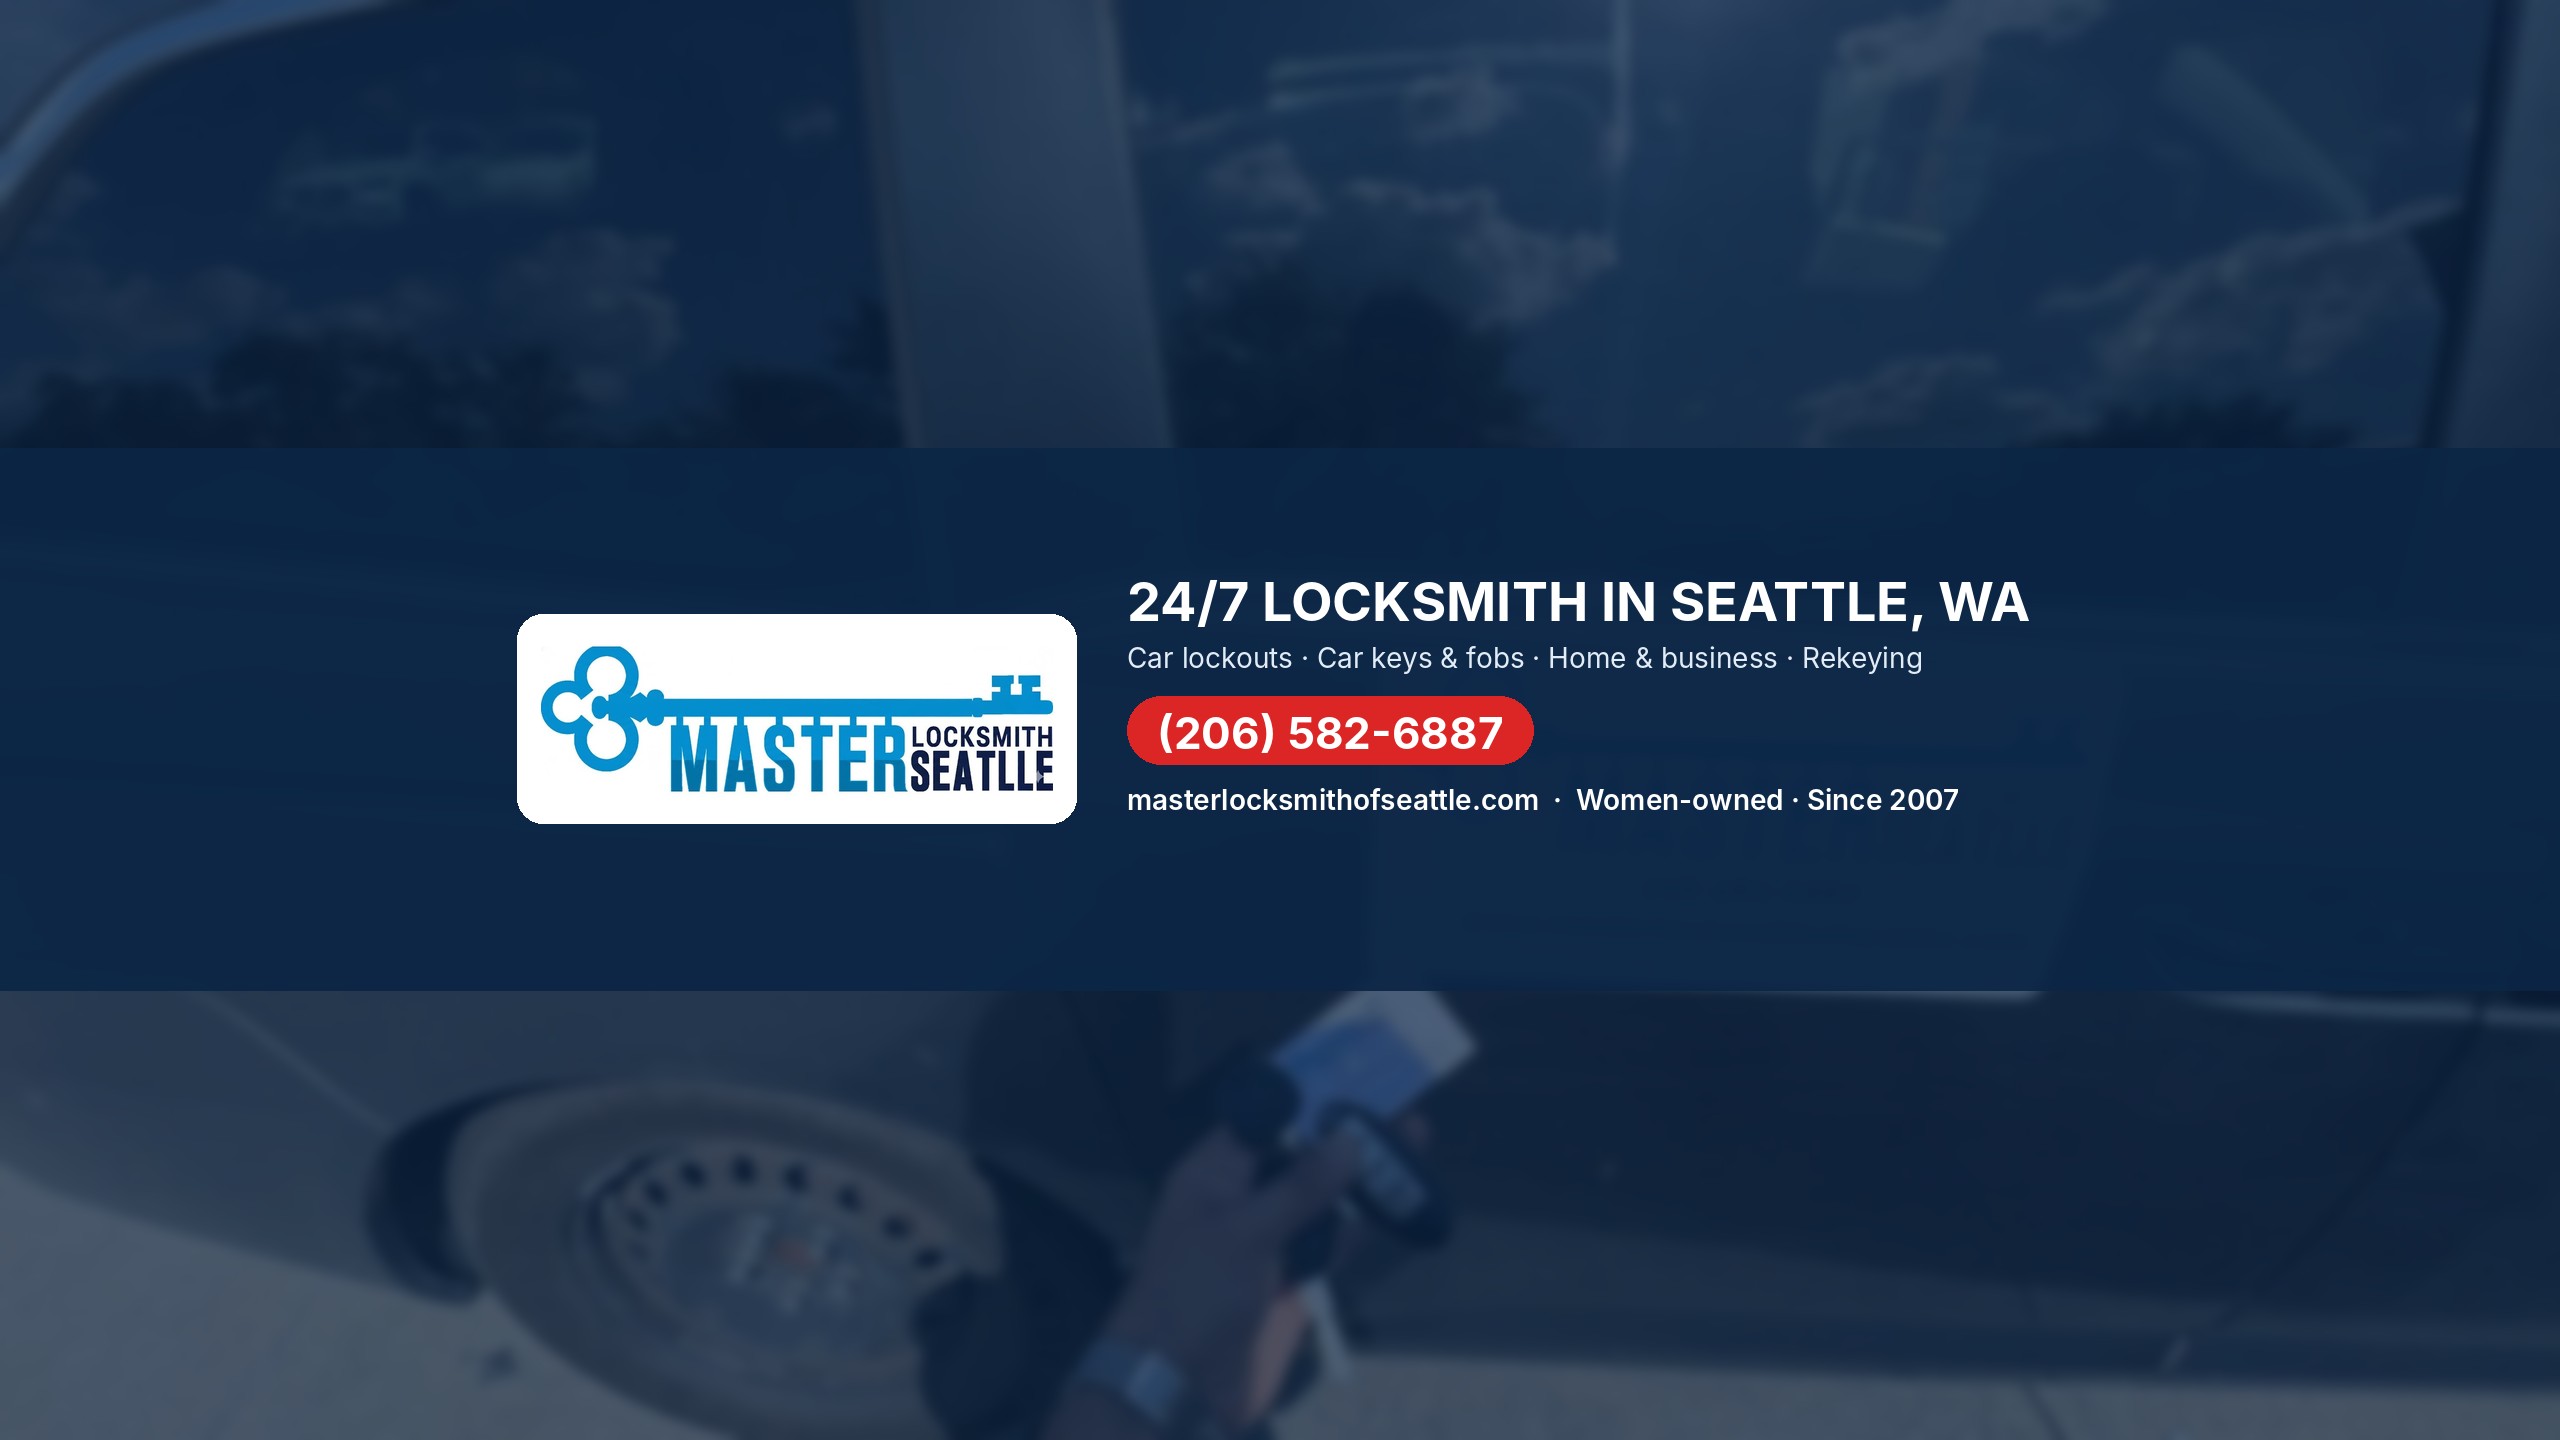 MASTER LOCKSMITH
SEATLLE
24/7 LOCKSMITH IN SEATTLE, WA
Car lockouts · Car keys & fobs · Home & business · Rekeying
(206) 582-6887
masterlocksmithofseattle.com · Women-owned · Since 2007